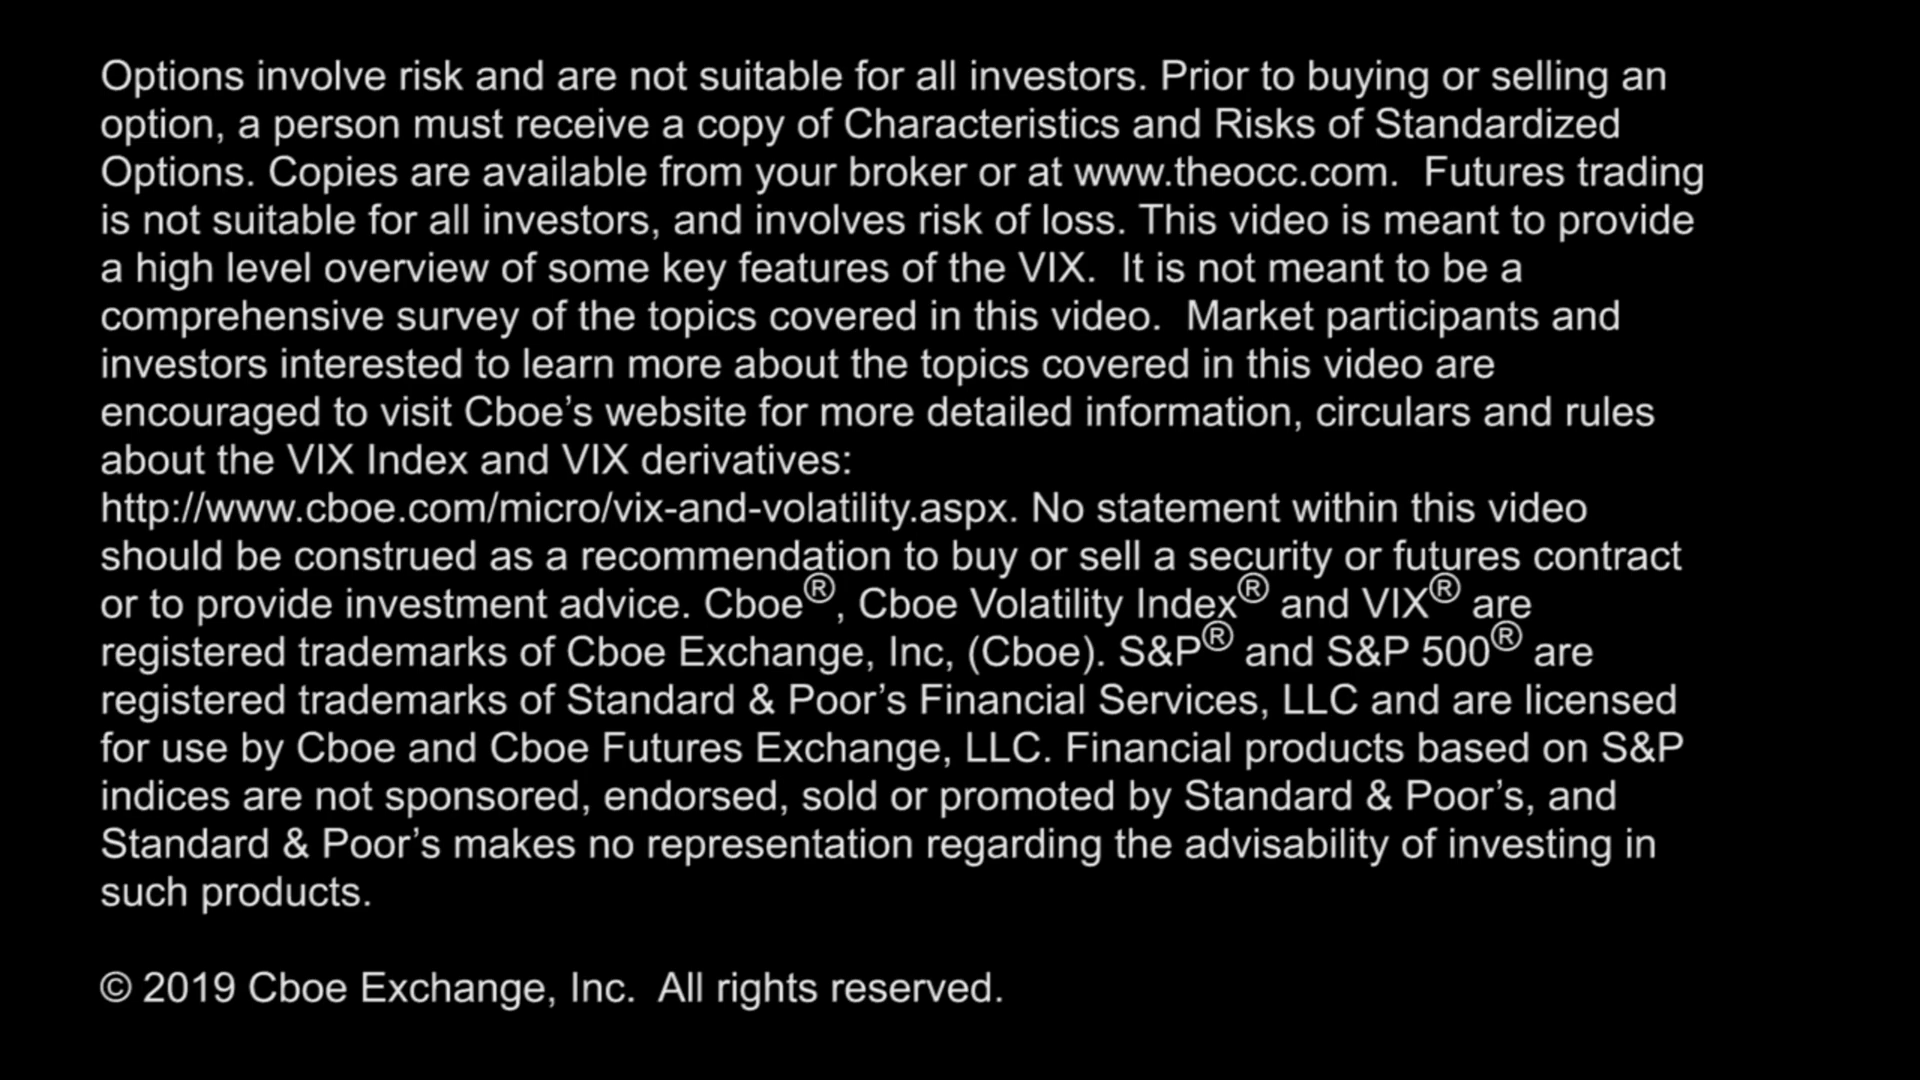 Options involve risk and are not suitable for all investors. Prior to buying or selling an
option, a person must receive a copy of Characteristics and Risks of Standardized
Options. Copies are available from your broker or at www.theocc.com.  Futures trading
is not suitable for all investors, and involves risk of loss. This video is meant to provide
a high level overview of some key features of the VIX.  It is not meant to be a
comprehensive survey of the topics covered in this video.  Market participants and
investors interested to learn more about the topics covered in this video are
encouraged to visit Cboe’s website for more detailed information, circulars and rules
about the VIX Index and VIX derivatives:
http://www.cboe.com/micro/vix-and-volatility.aspx. No statement within this video
should be construed as a recommendation to buy or sell a security or futures contract
or to provide investment advice. Cboe®, Cboe Volatility Index® and VIX® are
registered trademarks of Cboe Exchange, Inc, (Cboe). S&P® and S&P 500® are
registered trademarks of Standard & Poor’s Financial Services, LLC and are licensed
for use by Cboe and Cboe Futures Exchange, LLC. Financial products based on S&P
indices are not sponsored, endorsed, sold or promoted by Standard & Poor’s, and
Standard & Poor’s makes no representation regarding the advisability of investing in
such products.
© 2019 Cboe Exchange, Inc.  All rights reserved.